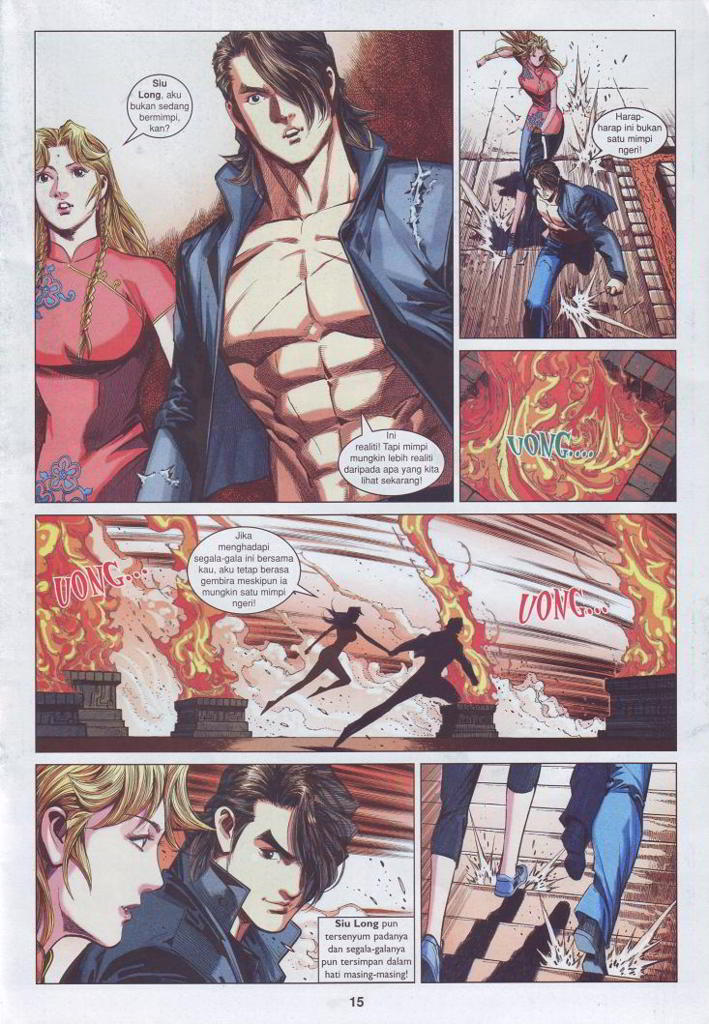 Siu
Long, aku
bukan sedang
bermimpi,
kan?
Ini
realiti! Tapi mimpi
mungkin lebih realiti
daripada apa yang kita
lihat sekarang!
Harap-
harap ini bukan
satu mimpi
ngeri!
UONG....
UONG...
Jika
menghadapi
segala-gala ini bersama
kau, aku tetap berasa
gembira meskipun ia
mungkin satu mimpi
ngeri!
UONG...
Siu Long pun
tersenyum padanya
dan segala-galanya
pun tersimpan dalam
hati masing-masing!
15